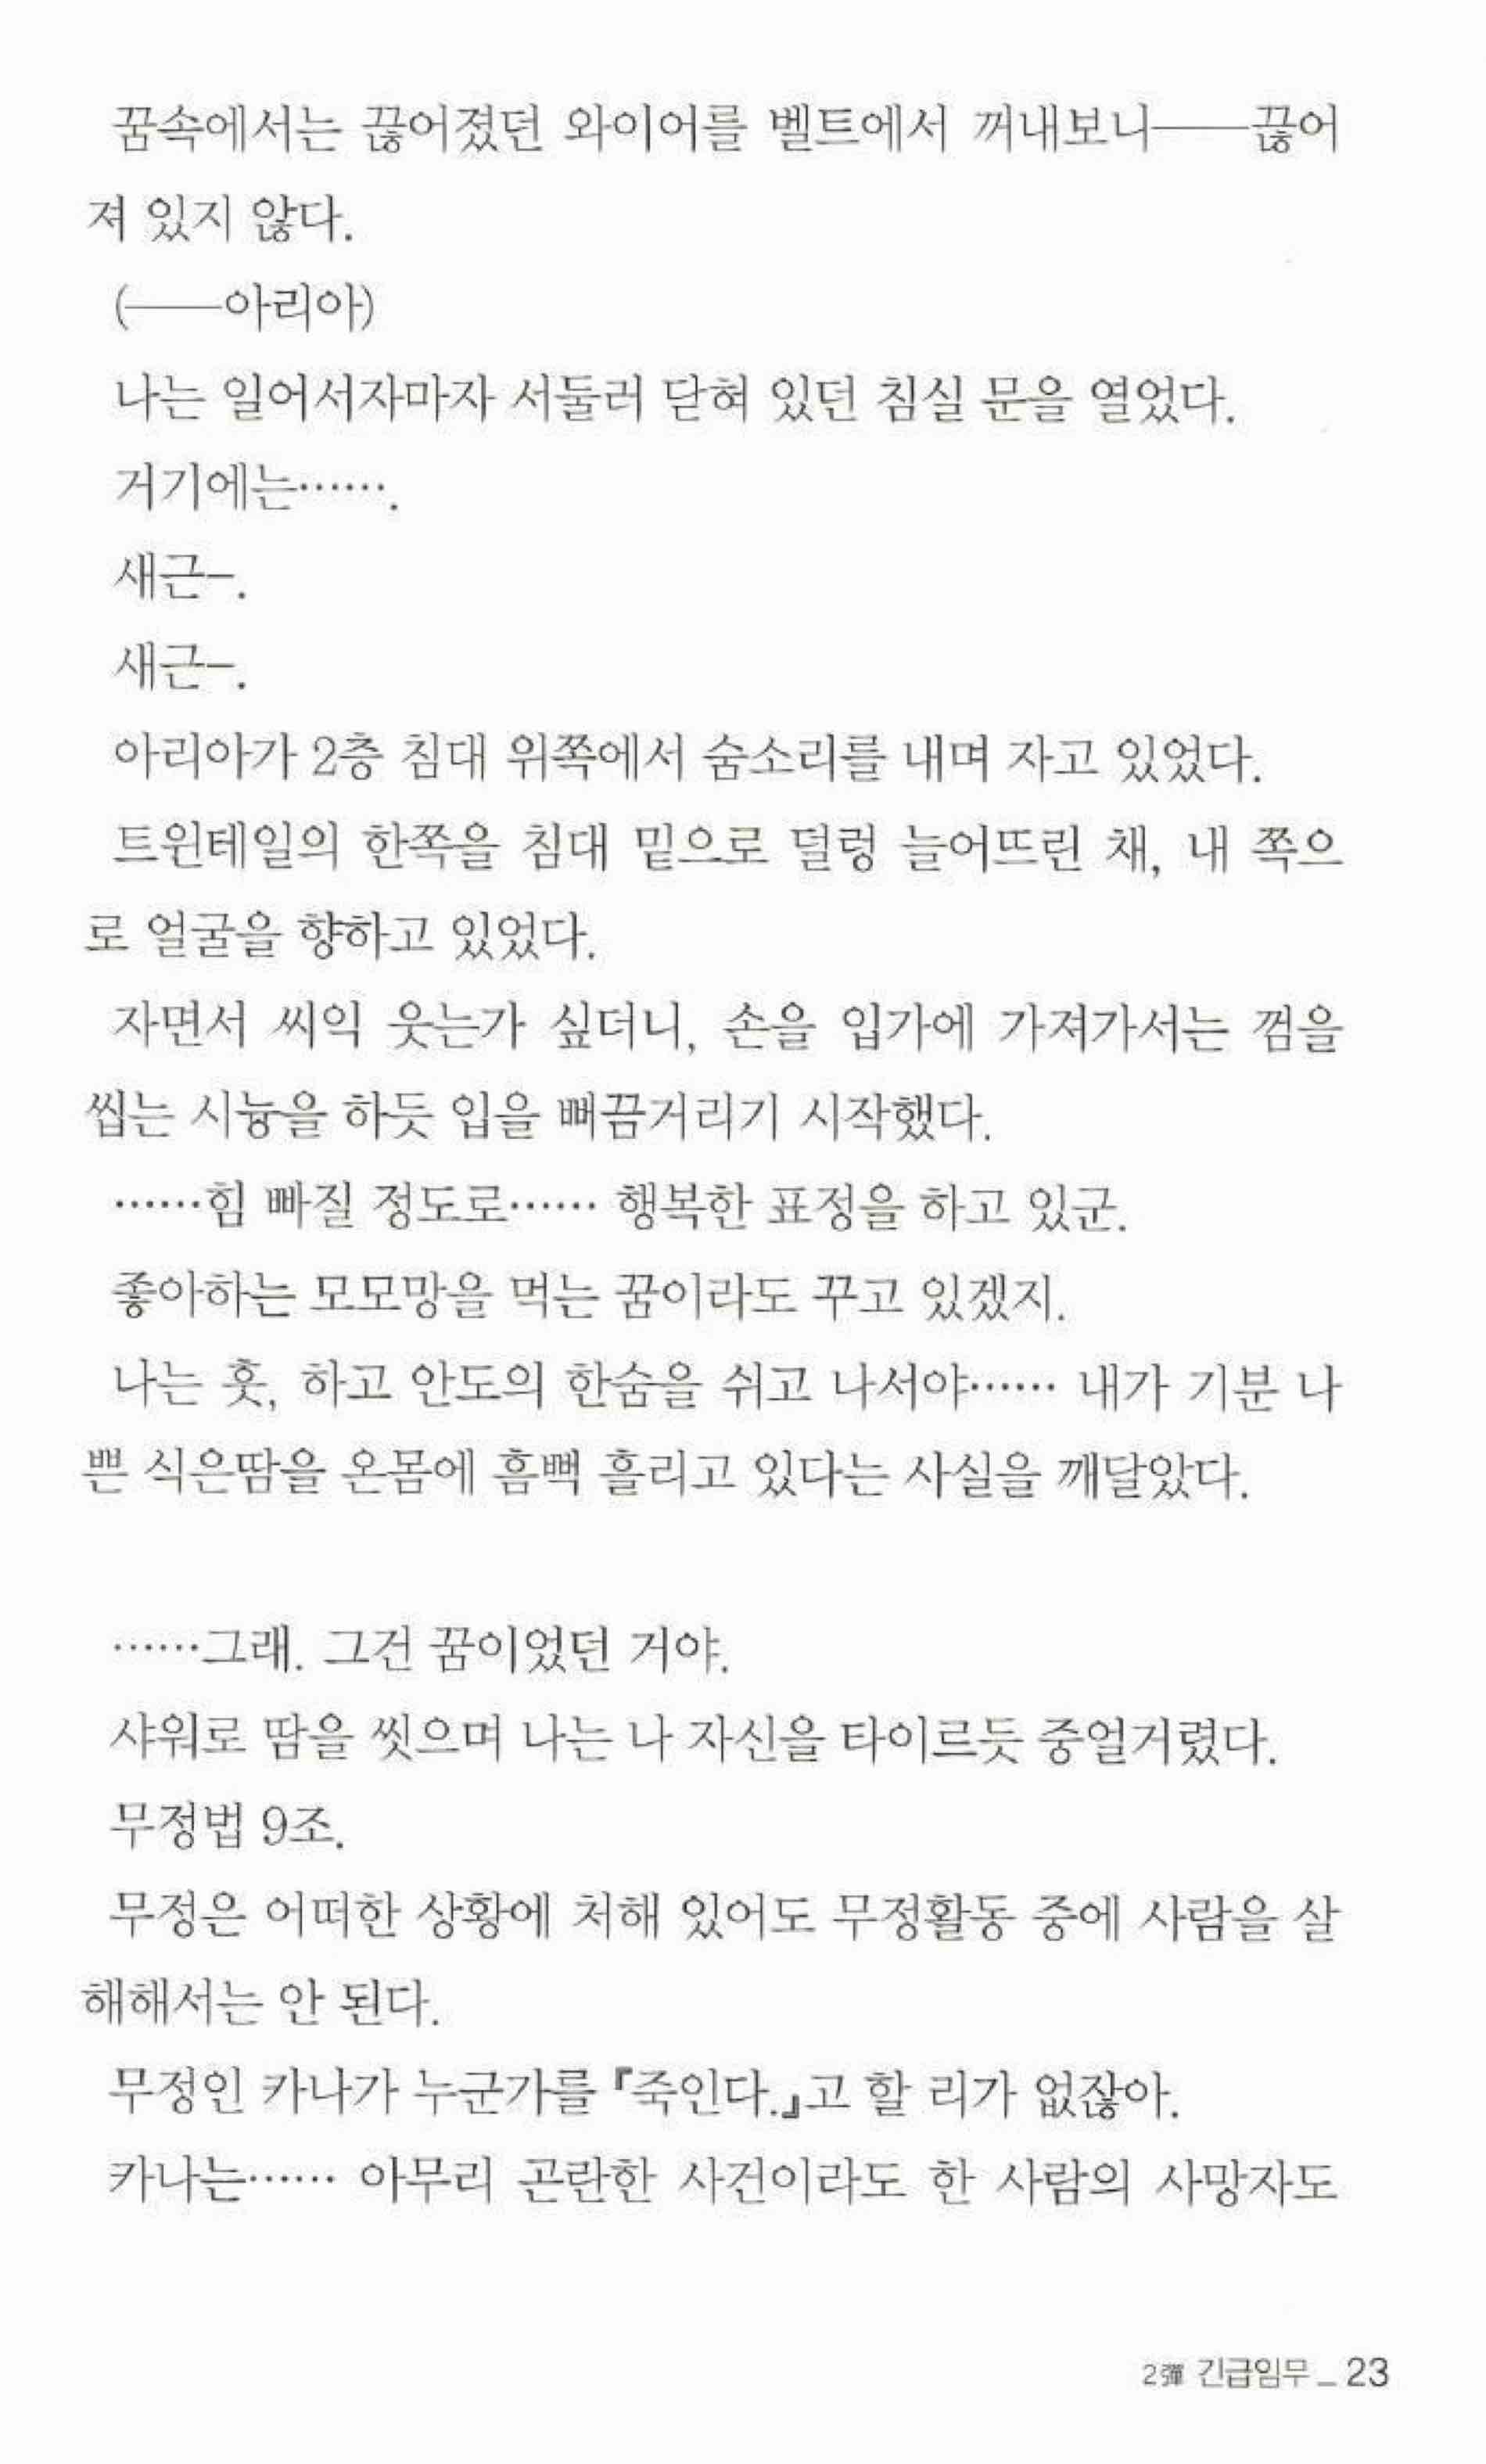 꿈속에서는 끊어졌던 와이어를 벨트에서 꺼내보니──끊어
져 있지 않다.
(──아리아)
나는 일어서자마자 서둘러 닫혀 있던 침실 문을 열었다.
거기에는…….
새근-.
새근-.
아리아가 2층 침대 위쪽에서 숨소리를 내며 자고 있었다.
트윈테일의 한쪽을 침대 밑으로 덜렁 늘어뜨린 채, 내 쪽으
로 얼굴을 향하고 있었다.
자면서 씨익 웃는가 싶더니, 손을 입가에 가져가서는 껌을
씹는 시늉을 하듯 입을 뻐끔거리기 시작했다.
……힘 빠질 정도로…… 행복한 표정을 하고 있군.
좋아하는 모모망을 먹는 꿈이라도 꾸고 있겠지.
나는 훗, 하고 안도의 한숨을 쉬고 나서야…… 내가 기분 나
쁜 식은땀을 온몸에 흠뻑 흘리고 있다는 사실을 깨달았다.
……그래. 그건 꿈이었던 거야.
샤워로 땀을 씻으며 나는 나 자신을 타이르듯 중얼거렸다.
무정법 9조.
무정은 어떠한 상황에 처해 있어도 무정활동 중에 사람을 살
해해서는 안 된다.
무정인 카나가 누군가를 『죽인다.』고 할 리가 없잖아.
카나는…… 아무리 곤란한 사건이라도 한 사람의 사망자도
2彈 긴급임무 _ 23